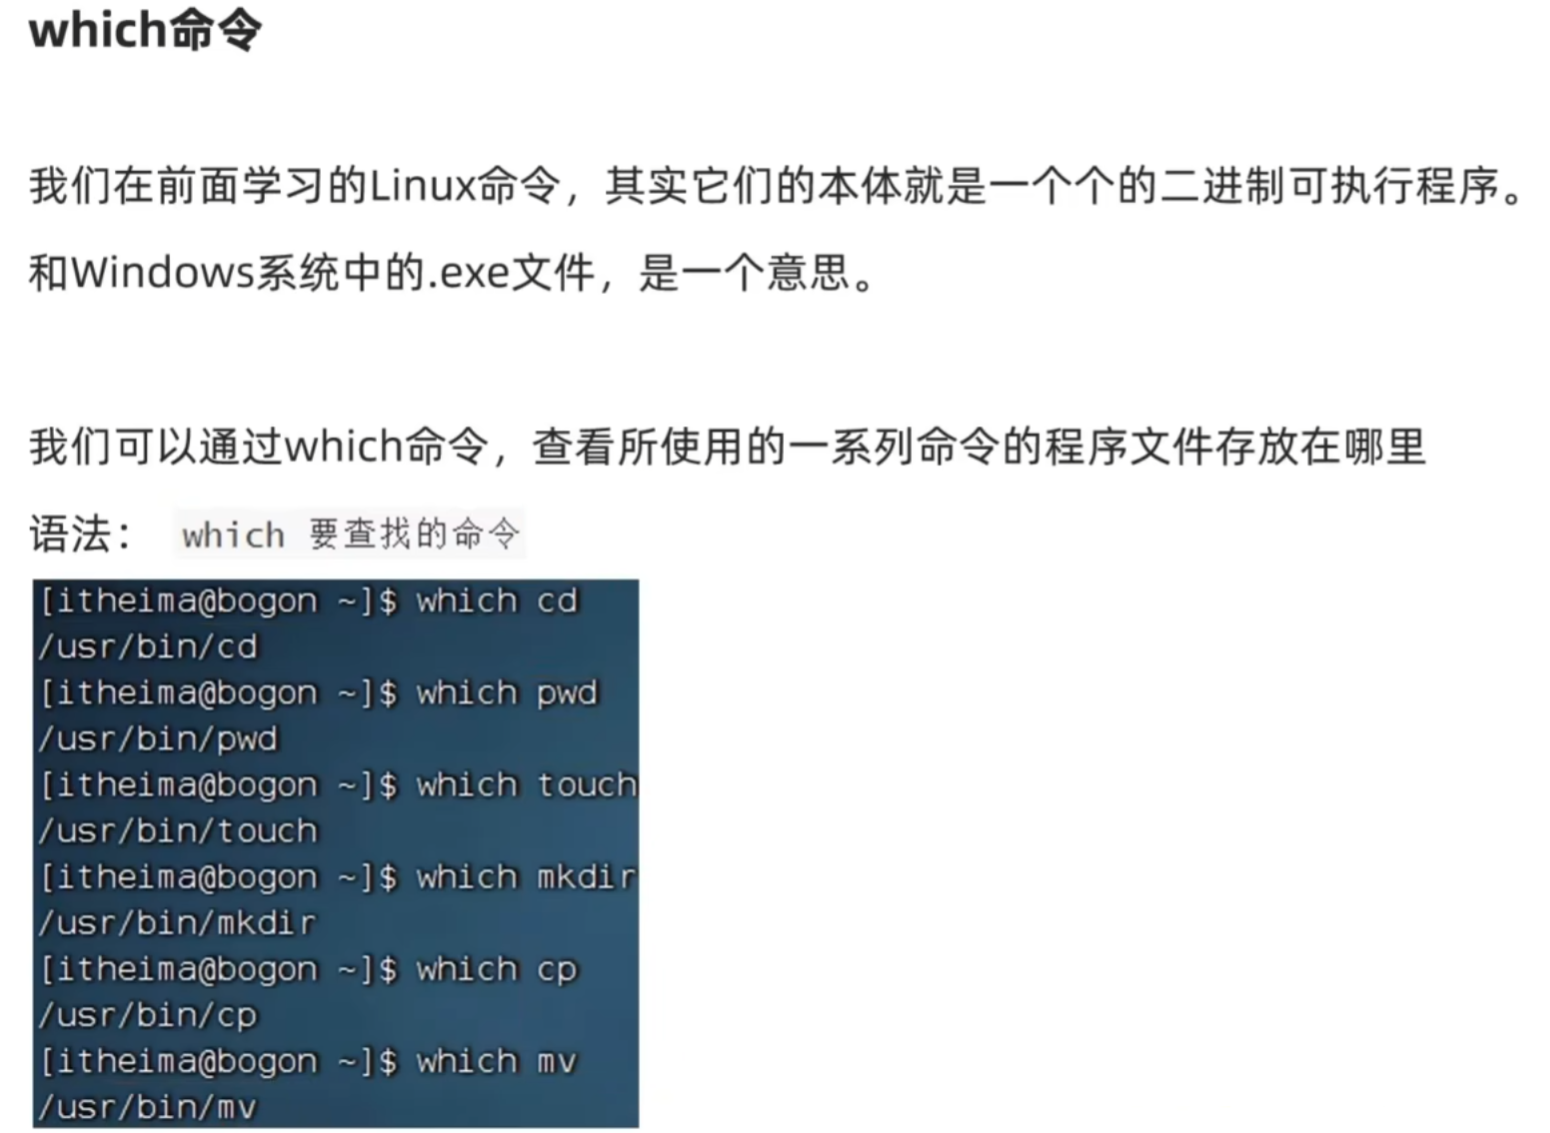 which命令
我们在前面学习的Linux命令，其实它们的本体就是一个个的二进制可执行程序。
和Windows系统中的.exe文件，是一个意思。
我们可以通过which命令，查看所使用的一系列命令的程序文件存放在哪里
语法： which 要查找的命令
[itheima@bogon ~]$ which cd
/usr/bin/cd
[itheima@bogon ~]$ which pwd
/usr/bin/pwd
[itheima@bogon ~]$ which touch
/usr/bin/touch
[itheima@bogon ~]$ which mkdir
/usr/bin/mkdir
[itheima@bogon ~]$ which cp
/usr/bin/cp
[itheima@bogon ~]$ which mv
/usr/bin/mv